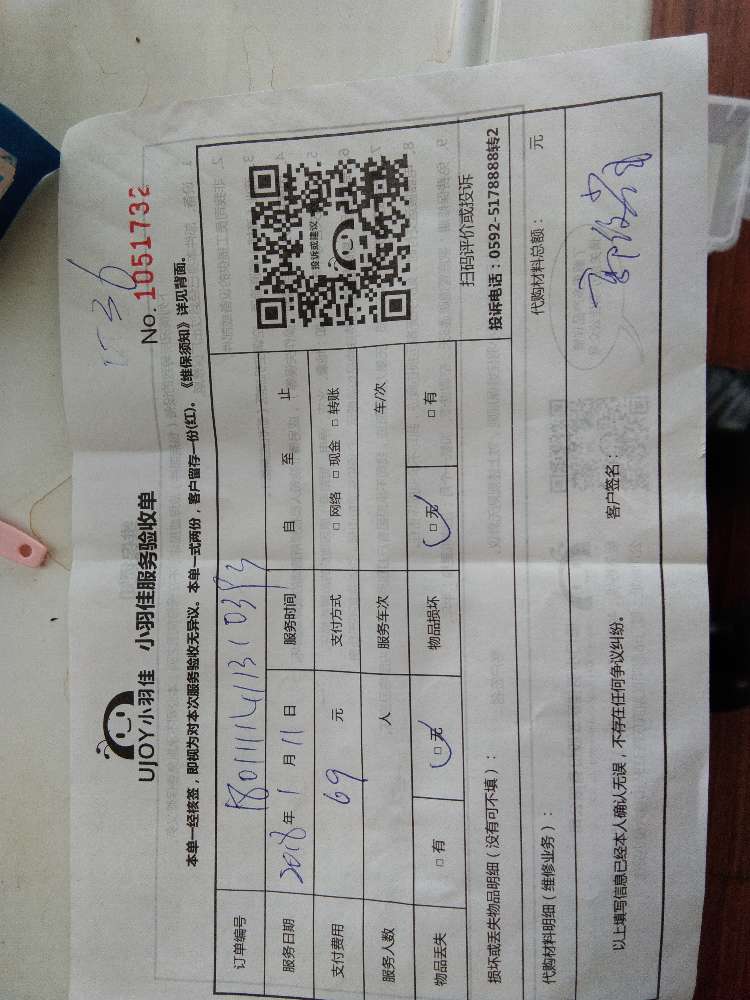 1536
No. 1051732
UJOY小羽佳 小羽佳服务验收单
本单一经核签，即视为对本次服务验收无异议。本单一式两份，客户留存一份(红)。《维保须知》详见背面。
订单编号
服务日期 2018年 1 月 11 日 服务时间 自 至 止
支付费用 69 元 支付方式 □ 网络 □ 现金 □ 转账
服务人数 人 服务车次 车/次
物品丢失 □ 有 □ 无 物品损坏 □ 无 □ 有
投诉或建议
扫码评价或投诉
投诉电话：0592-5178888转2
损坏或丢失物品明细（没有可不填）：
代购材料明细（维修业务）： 代购材料总额： 元
以上填写信息已经本人确认无误，不存在任何争议纠纷。 客户签名：